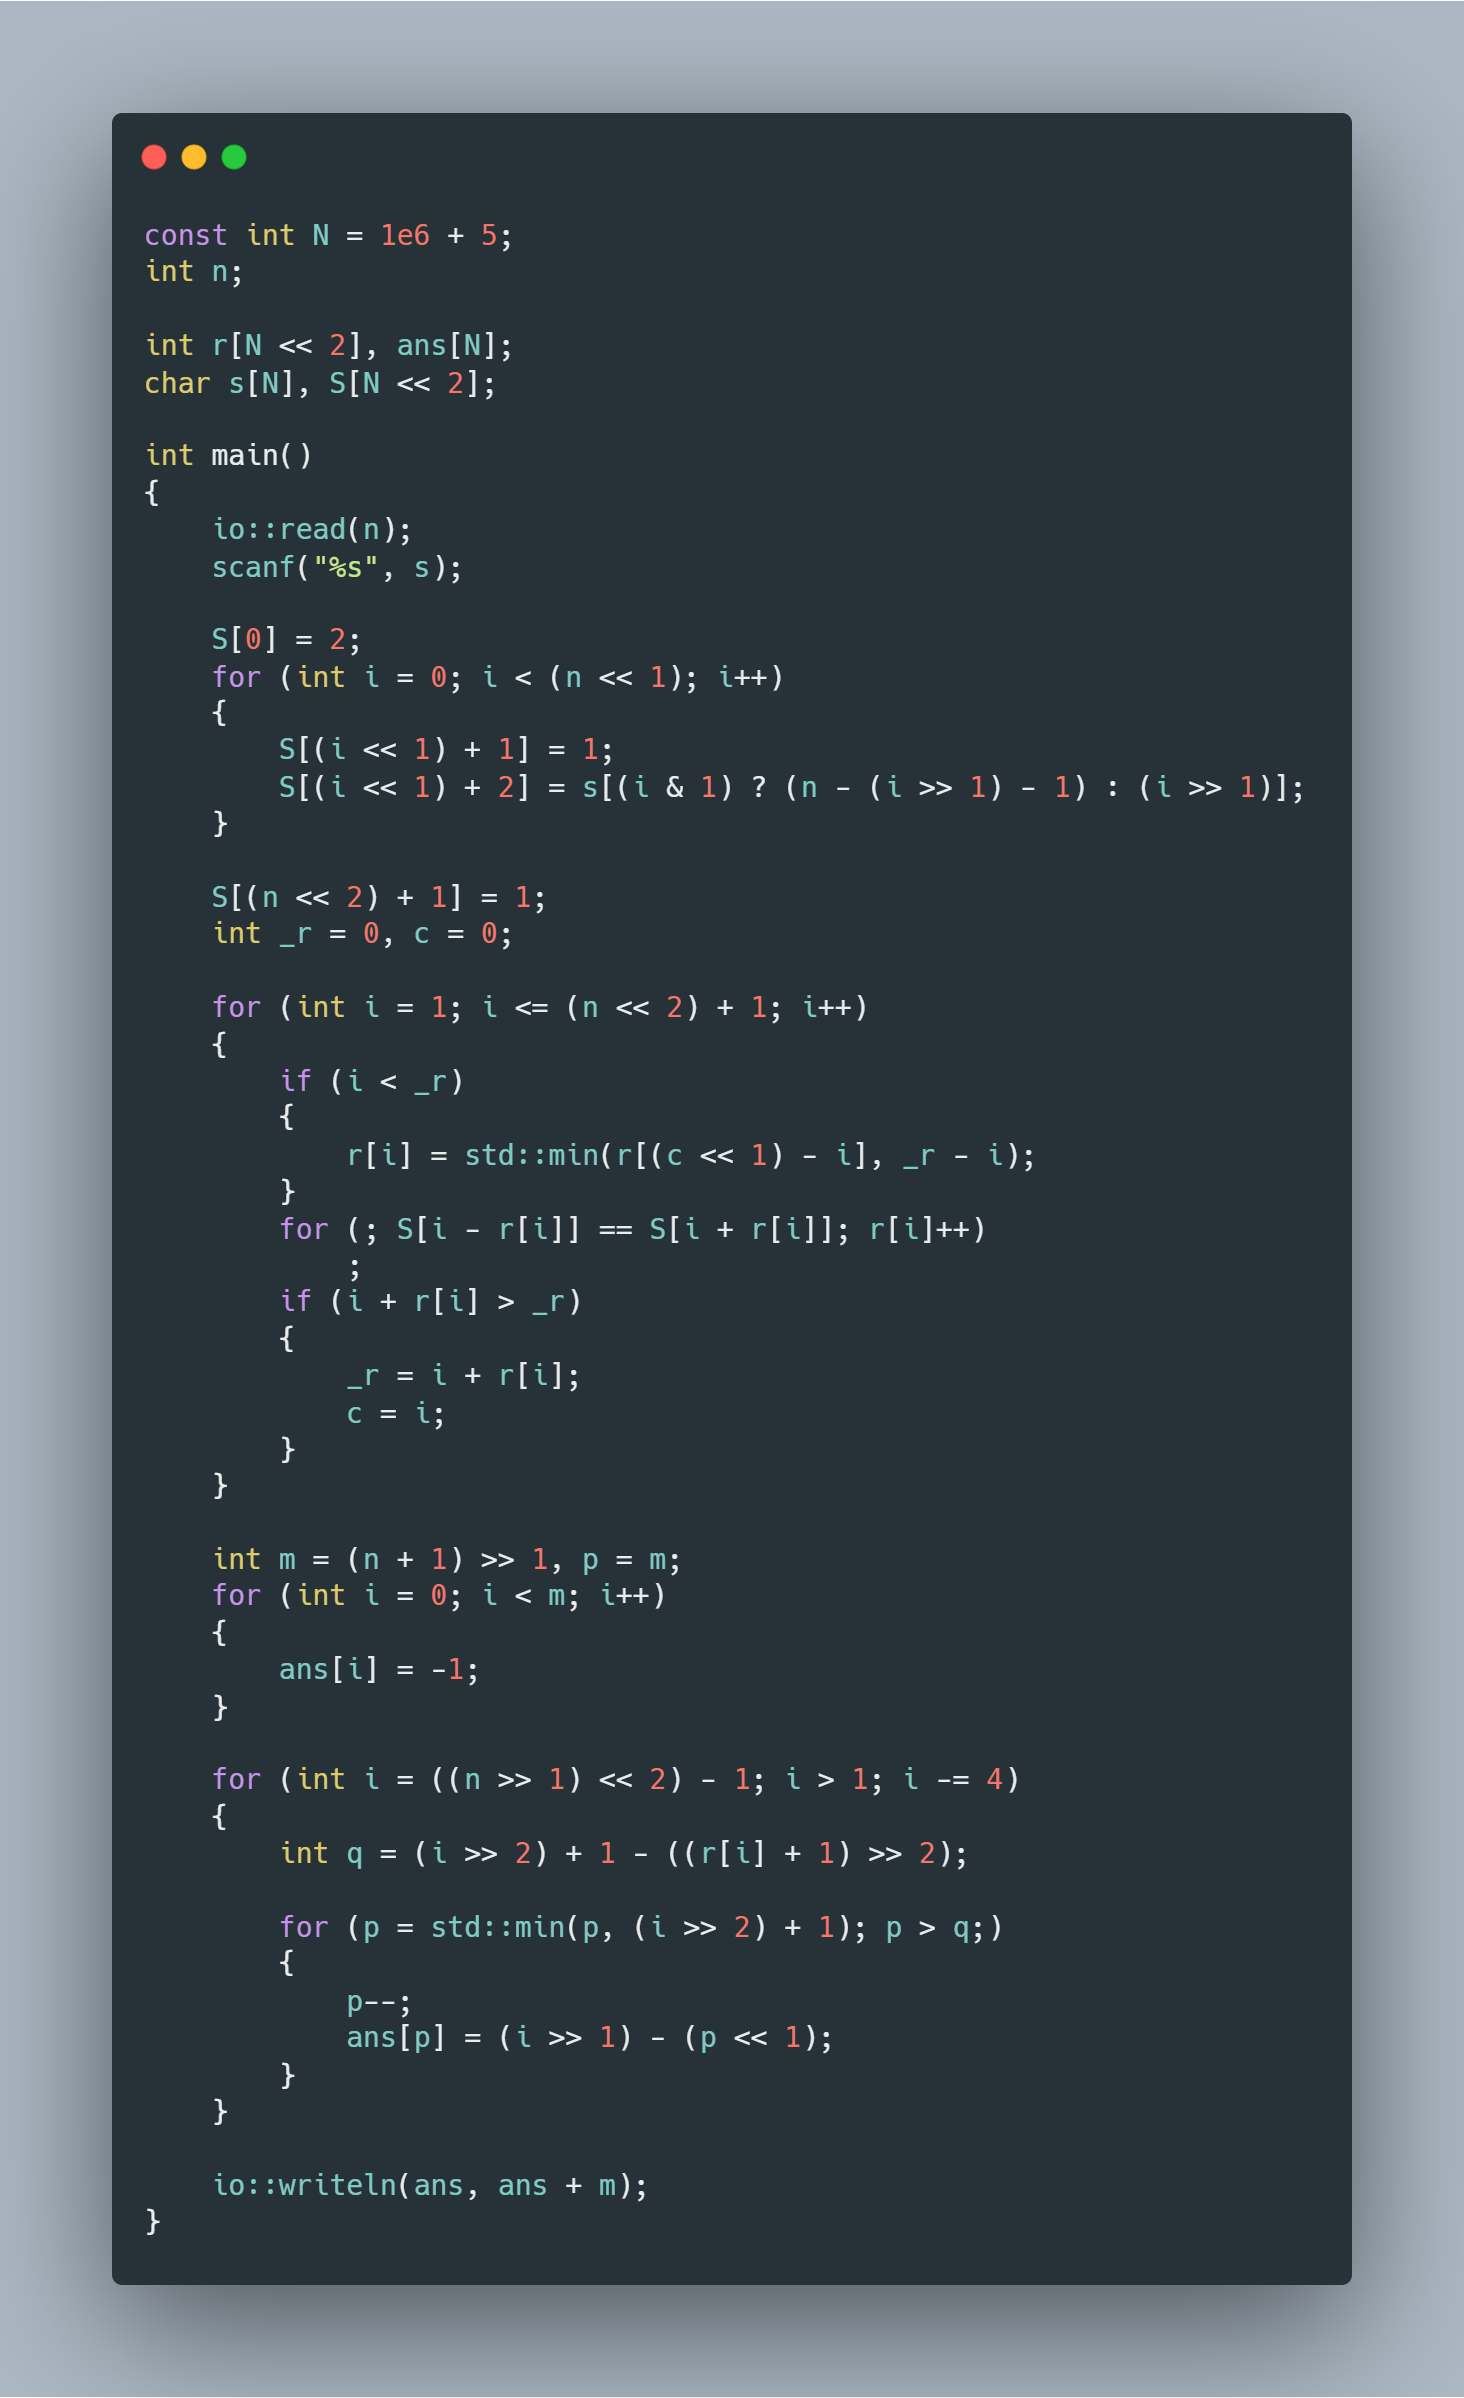 const int N = 1e6 + 5;
int n;

int r[N << 2], ans[N];
char s[N], S[N << 2];

int main()
{
    io::read(n);
    scanf("%s", s);

    S[0] = 2;
    for (int i = 0; i < (n << 1); i++)
    {
        S[(i << 1) + 1] = 1;
        S[(i << 1) + 2] = s[(i & 1) ? (n - (i >> 1) - 1) : (i >> 1)];
    }

    S[(n << 2) + 1] = 1;
    int _r = 0, c = 0;

    for (int i = 1; i <= (n << 2) + 1; i++)
    {
        if (i < _r)
        {
            r[i] = std::min(r[(c << 1) - i], _r - i);
        }
        for (; S[i - r[i]] == S[i + r[i]]; r[i]++)
            ;
        if (i + r[i] > _r)
        {
            _r = i + r[i];
            c = i;
        }
    }

    int m = (n + 1) >> 1, p = m;
    for (int i = 0; i < m; i++)
    {
        ans[i] = -1;
    }

    for (int i = ((n >> 1) << 2) - 1; i > 1; i -= 4)
    {
        int q = (i >> 2) + 1 - ((r[i] + 1) >> 2);

        for (p = std::min(p, (i >> 2) + 1); p > q;)
        {
            p--;
            ans[p] = (i >> 1) - (p << 1);
        }
    }

    io::writeln(ans, ans + m);
}